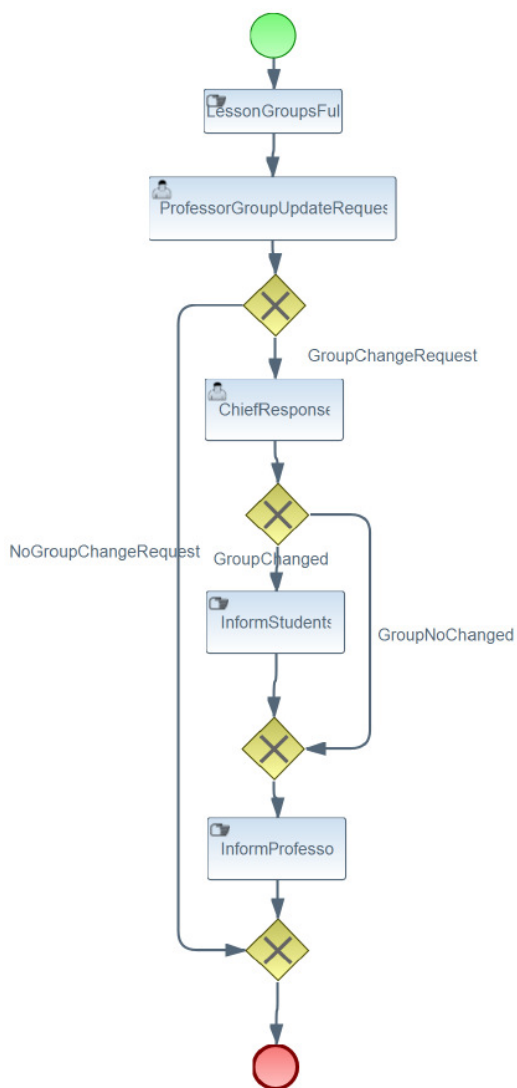 LessonGroupsFul
ProfessorGroupUpdateReques
GroupChangeRequest
ChiefResponse
NoGroupChangeRequest
GroupChanged
InformStudents
GroupNoChanged
InformProfesso